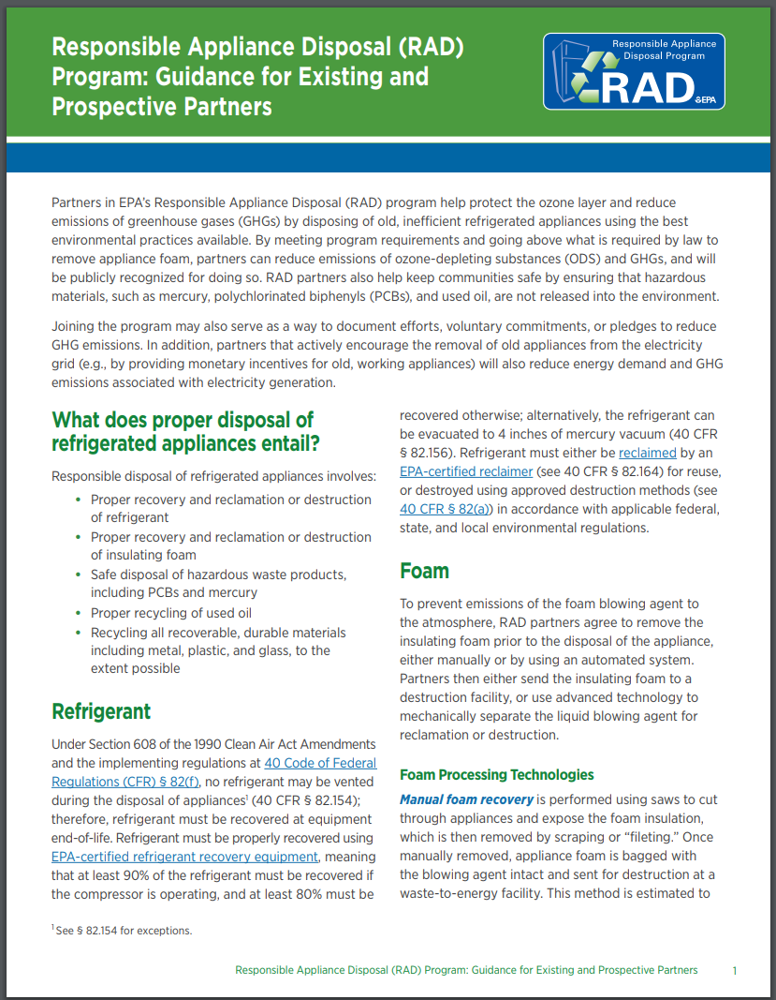 Responsible Appliance Disposal (RAD)
Program: Guidance for Existing and
Prospective Partners
Responsible Appliance
Disposal Program
RAD
EPA
Partners in EPA's Responsible Appliance Disposal (RAD) program help protect the ozone layer and reduce
emissions of greenhouse gases (GHGs) by disposing of old, inefficient refrigerated appliances using the best
environmental practices available. By meeting program requirements and going above what is required by law to
remove appliance foam, partners can reduce emissions of ozone-depleting substances (ODS) and GHGs, and will
be publicly recognized for doing so. RAD partners also help keep communities safe by ensuring that hazardous
materials, such as mercury, polychlorinated biphenyls (PCBs), and used oil, are not released into the environment.
Joining the program may also serve as a way to document efforts, voluntary commitments, or pledges to reduce
GHG emissions. In addition, partners that actively encourage the removal of old appliances from the electricity
grid (e.g., by providing monetary incentives for old, working appliances) will also reduce energy demand and GHG
emissions associated with electricity generation.
What does proper disposal of
refrigerated appliances entail?
Responsible disposal of refrigerated appliances involves:
• Proper recovery and reclamation or destruction
of refrigerant
• Proper recovery and reclamation or destruction
of insulating foam
• Safe disposal of hazardous waste products,
including PCBs and mercury
• Proper recycling of used oil
• Recycling all recoverable, durable materials
including metal, plastic, and glass, to the
extent possible
Refrigerant
Under Section 608 of the 1990 Clean Air Act Amendments
and the implementing regulations at 40 Code of Federal
Regulations (CFR) § 82(f), no refrigerant may be vented
during the disposal of appliances¹ (40 CFR § 82.154);
therefore, refrigerant must be recovered at equipment
end-of-life. Refrigerant must be properly recovered using
EPA-certified refrigerant recovery equipment, meaning
that at least 90% of the refrigerant must be recovered if
the compressor is operating, and at least 80% must be
recovered otherwise; alternatively, the refrigerant can
be evacuated to 4 inches of mercury vacuum (40 CFR
§ 82.156). Refrigerant must either be reclaimed by an
EPA-certified reclaimer (see 40 CFR § 82.164) for reuse,
or destroyed using approved destruction methods (see
40 CFR § 82(a)) in accordance with applicable federal,
state, and local environmental regulations.
Foam
To prevent emissions of the foam blowing agent to
the atmosphere, RAD partners agree to remove the
insulating foam prior to the disposal of the appliance,
either manually or by using an automated system.
Partners then either send the insulating foam to a
destruction facility, or use advanced technology to
mechanically separate the liquid blowing agent for
reclamation or destruction.
Foam Processing Technologies
Manual foam recovery is performed using saws to cut
through appliances and expose the foam insulation,
which is then removed by scraping or “fileting.” Once
manually removed, appliance foam is bagged with
the blowing agent intact and sent for destruction at a
waste-to-energy facility. This method is estimated to
¹ See § 82.154 for exceptions.
Responsible Appliance Disposal (RAD) Program: Guidance for Existing and Prospective Partners 1